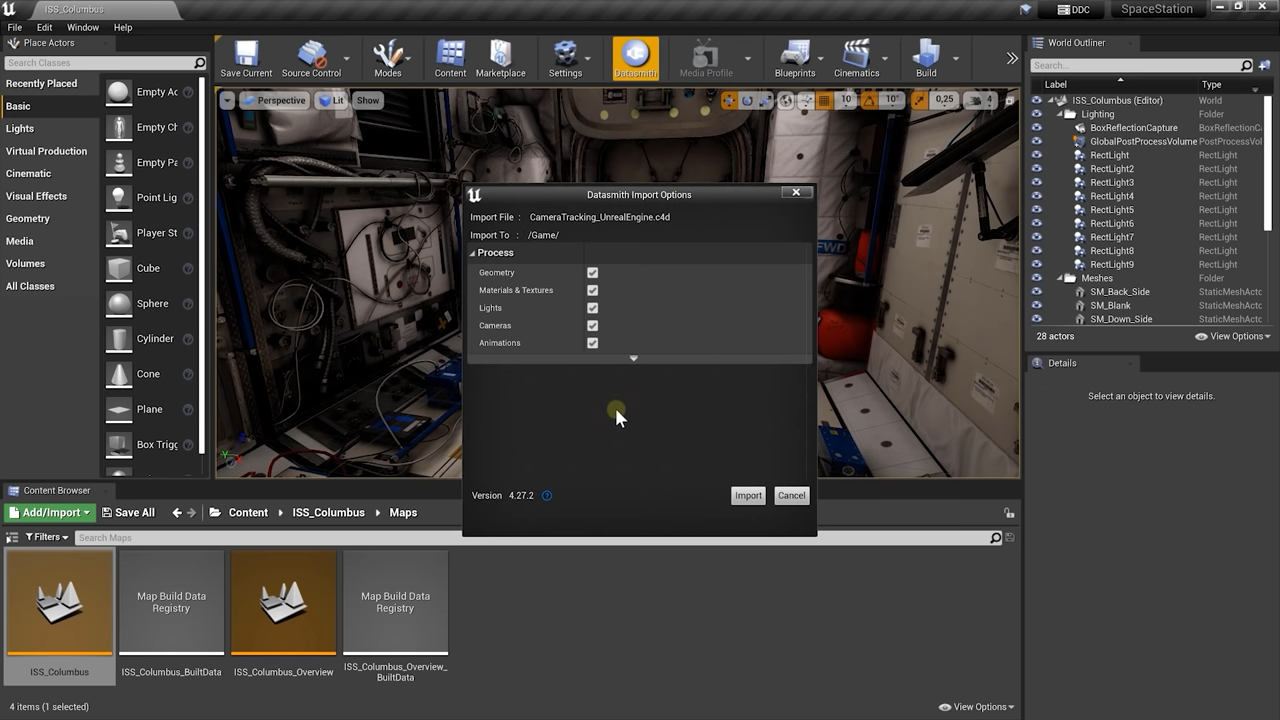 ISS_Columbus
DDC
SpaceStation
File Edit Window Help
Place Actors
Search Classes
Recently Placed
Basic
Lights
Virtual Production
Cinematic
Visual Effects
Geometry
Media
Volumes
All Classes
Empty Ac
Empty Ch
Empty Pa
Point Lig
Player St
Cube
Sphere
Cylinder
Cone
Plane
Box Trigg
Save Current
Source Control
Modes
Content
Marketplace
Settings
Datasmith
Media Profile
Blueprints
Cinematics
Build
Perspective
Lit
Show
10
10°
0,25
4
FWD
Datasmith Import Options
Import File : CameraTracking_UnrealEngine.c4d
Import To : /Game/
Process
Geometry
Materials & Textures
Lights
Cameras
Animations
Version 4.27.2
Import
Cancel
World Outliner
Search...
Label Type
ISS_Columbus (Editor) World
Lighting Folder
BoxReflectionCapture BoxReflectionCa
GlobalPostProcessVolume PostProcessVol
RectLight RectLight
RectLight2 RectLight
RectLight3 RectLight
RectLight4 RectLight
RectLight5 RectLight
RectLight6 RectLight
RectLight7 RectLight
RectLight8 RectLight
RectLight9 RectLight
Meshes Folder
SM_Back_Side StaticMeshActo
SM_Blank StaticMeshActo
SM_Down_Side StaticMeshActo
28 actors
View Options
Details
Select an object to view details.
Content Browser
Add/Import
Save All
Content
ISS_Columbus
Maps
Filters
Search Maps
Map Build Data
Registry
Map Build Data
Registry
ISS_Columbus
ISS_Columbus_BuiltData
ISS_Columbus_Overview
ISS_Columbus_Overview_
BuiltData
4 items (1 selected)
View Options